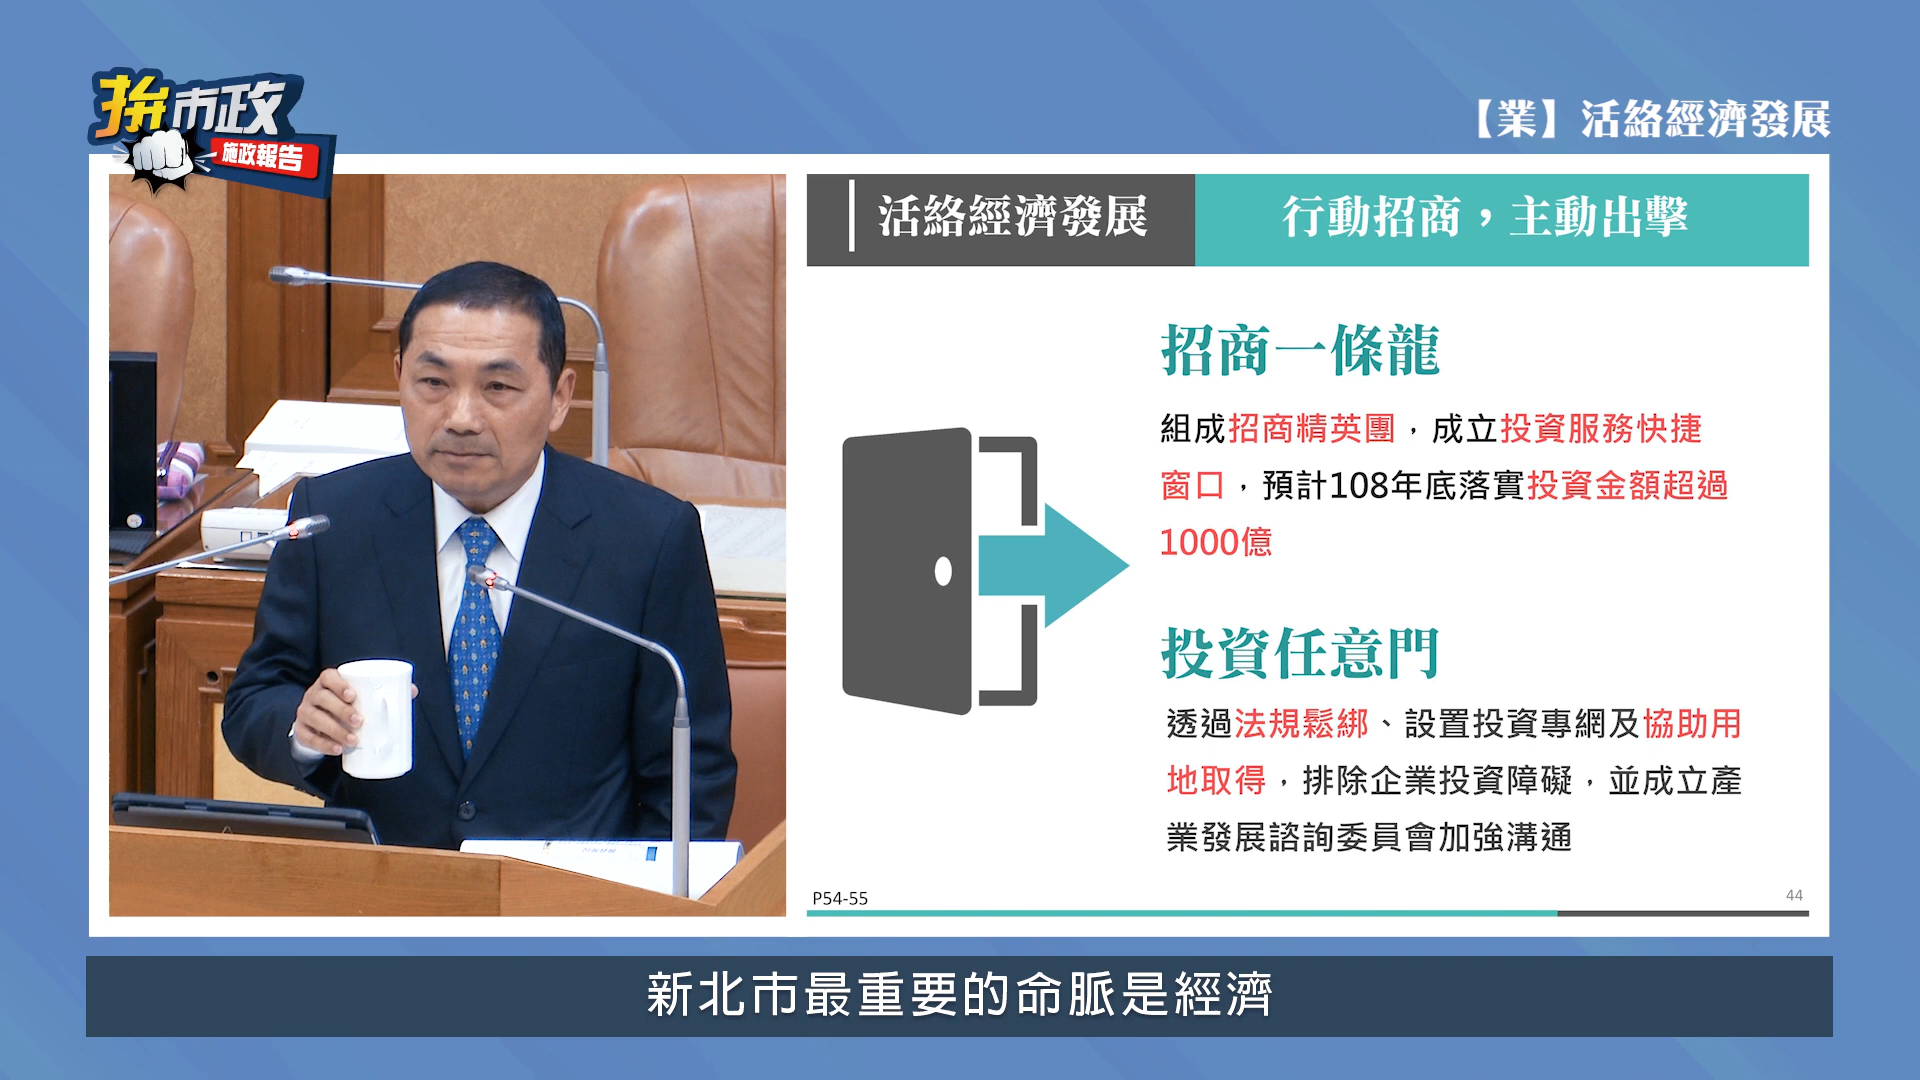 拚市政
施政報告
【業】活絡經濟發展
活絡經濟發展
行動招商，主動出擊
招商一條龍
組成招商精英團，成立投資服務快捷
窗口，預計108年底落實投資金額超過
1000億
投資任意門
透過法規鬆綁、設置投資專網及協助用
地取得，排除企業投資障礙，並成立產
業發展諮詢委員會加強溝通
P54-55
44
新北市最重要的命脈是經濟